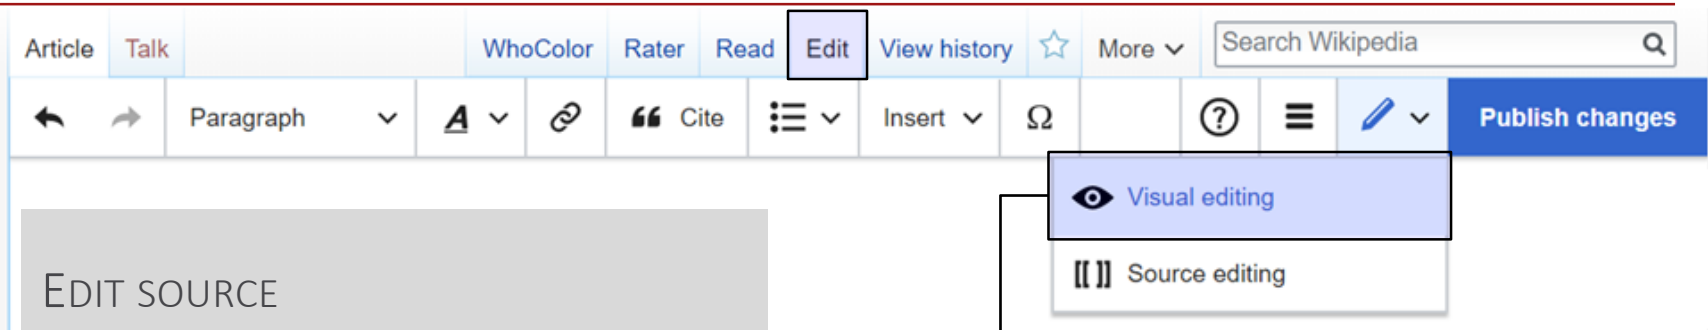 Article Talk WhoColor Rater Read Edit View history More Search Wikipedia
Paragraph A Cite Insert Ω ? Publish changes
Visual editing
[[ ]] Source editing
EDIT SOURCE